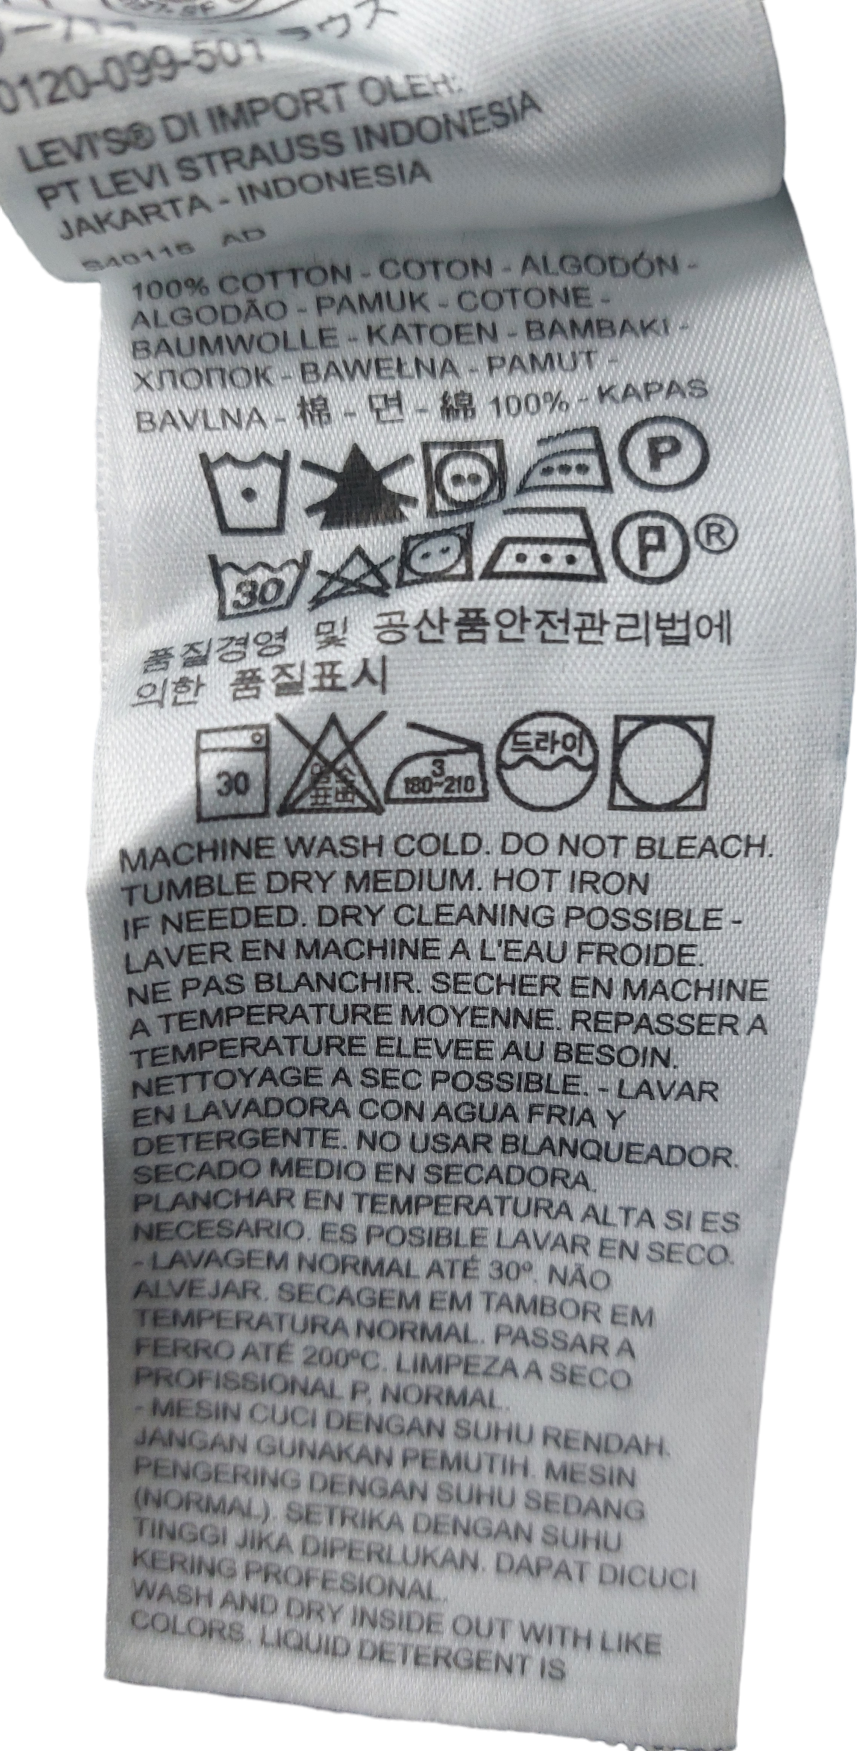 0120-099-501
LEVI'S® DI IMPORT OLEH:
PT LEVI STRAUSS INDONESIA
JAKARTA - INDONESIA
S40115 AD
100% COTTON - COTON - ALGODÓN -
ALGODÃO - PAMUK - COTONE -
BAUMWOLLE - KATOEN - BAMBAKI -
ХЛОПОК - BAWEŁNA - PAMUT -
BAVLNA - 棉 - 면 - 綿 100% - KAPAS
P
30 P ®
품질경영 및 공산품안전관리법에
의한 품질표시
30 3 180~210 드라이
MACHINE WASH COLD. DO NOT BLEACH.
TUMBLE DRY MEDIUM. HOT IRON
IF NEEDED. DRY CLEANING POSSIBLE -
LAVER EN MACHINE A L'EAU FROIDE.
NE PAS BLANCHIR. SECHER EN MACHINE
A TEMPERATURE MOYENNE. REPASSER A
TEMPERATURE ELEVEE AU BESOIN.
NETTOYAGE A SEC POSSIBLE. - LAVAR
EN LAVADORA CON AGUA FRIA Y
DETERGENTE. NO USAR BLANQUEADOR.
SECADO MEDIO EN SECADORA.
PLANCHAR EN TEMPERATURA ALTA SI ES
NECESARIO. ES POSIBLE LAVAR EN SECO.
- LAVAGEM NORMAL ATÉ 30º. NÃO
ALVEJAR. SECAGEM EM TAMBOR EM
TEMPERATURA NORMAL. PASSAR A
FERRO ATÉ 200ºC. LIMPEZA A SECO
PROFISSIONAL P, NORMAL.
- MESIN CUCI DENGAN SUHU RENDAH.
JANGAN GUNAKAN PEMUTIH. MESIN
PENGERING DENGAN SUHU SEDANG
(NORMAL). SETRIKA DENGAN SUHU
TINGGI JIKA DIPERLUKAN. DAPAT DICUCI
KERING PROFESIONAL.
WASH AND DRY INSIDE OUT WITH LIKE
COLORS. LIQUID DETERGENT IS